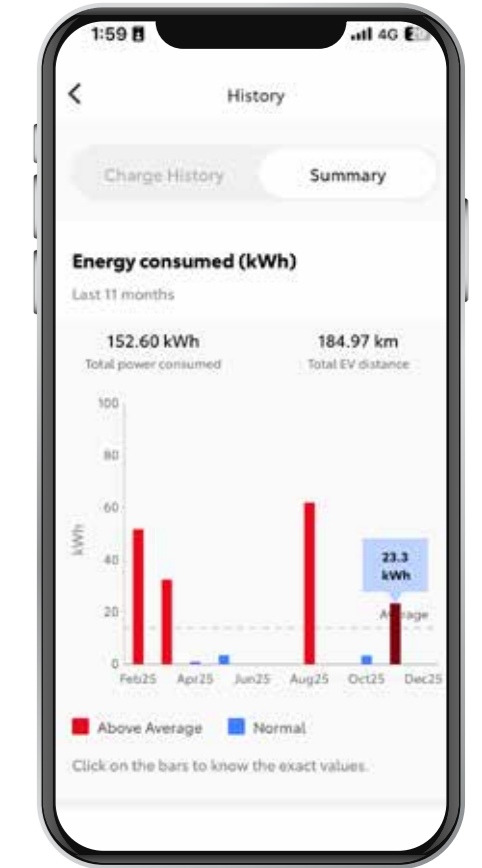 1:59
4G
History
Charge History
Summary
Energy consumed (kWh)
Last 11 months
152.60 kWh
184.97 km
Total power consumed
Total EV distance
100
80
60
40
20
0
kWh
23.3
kWh
Average
Feb25 Apr25 Jun25 Aug25 Oct25 Dec25
Above Average
Normal
Click on the bars to know the exact values.